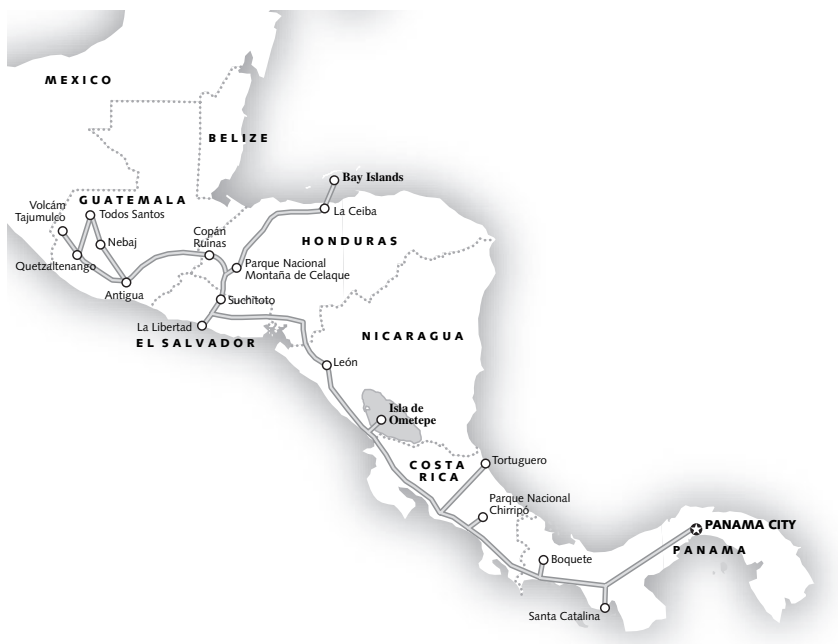 MEXICO
BELIZE
Bay Islands
Volcán
Tajumulco
GUATEMALA
Todos Santos
La Ceiba
Nebaj
Copán
Ruinas
HONDURAS
Quetzaltenango
Parque Nacional
Montaña de Celaque
Antigua
Suchitoto
La Libertad
EL SALVADOR
NICARAGUA
León
Isla de
Ometepe
COSTA
RICA
Tortuguero
Parque Nacional
Chirripó
PANAMA CITY
PANAMA
Boquete
Santa Catalina